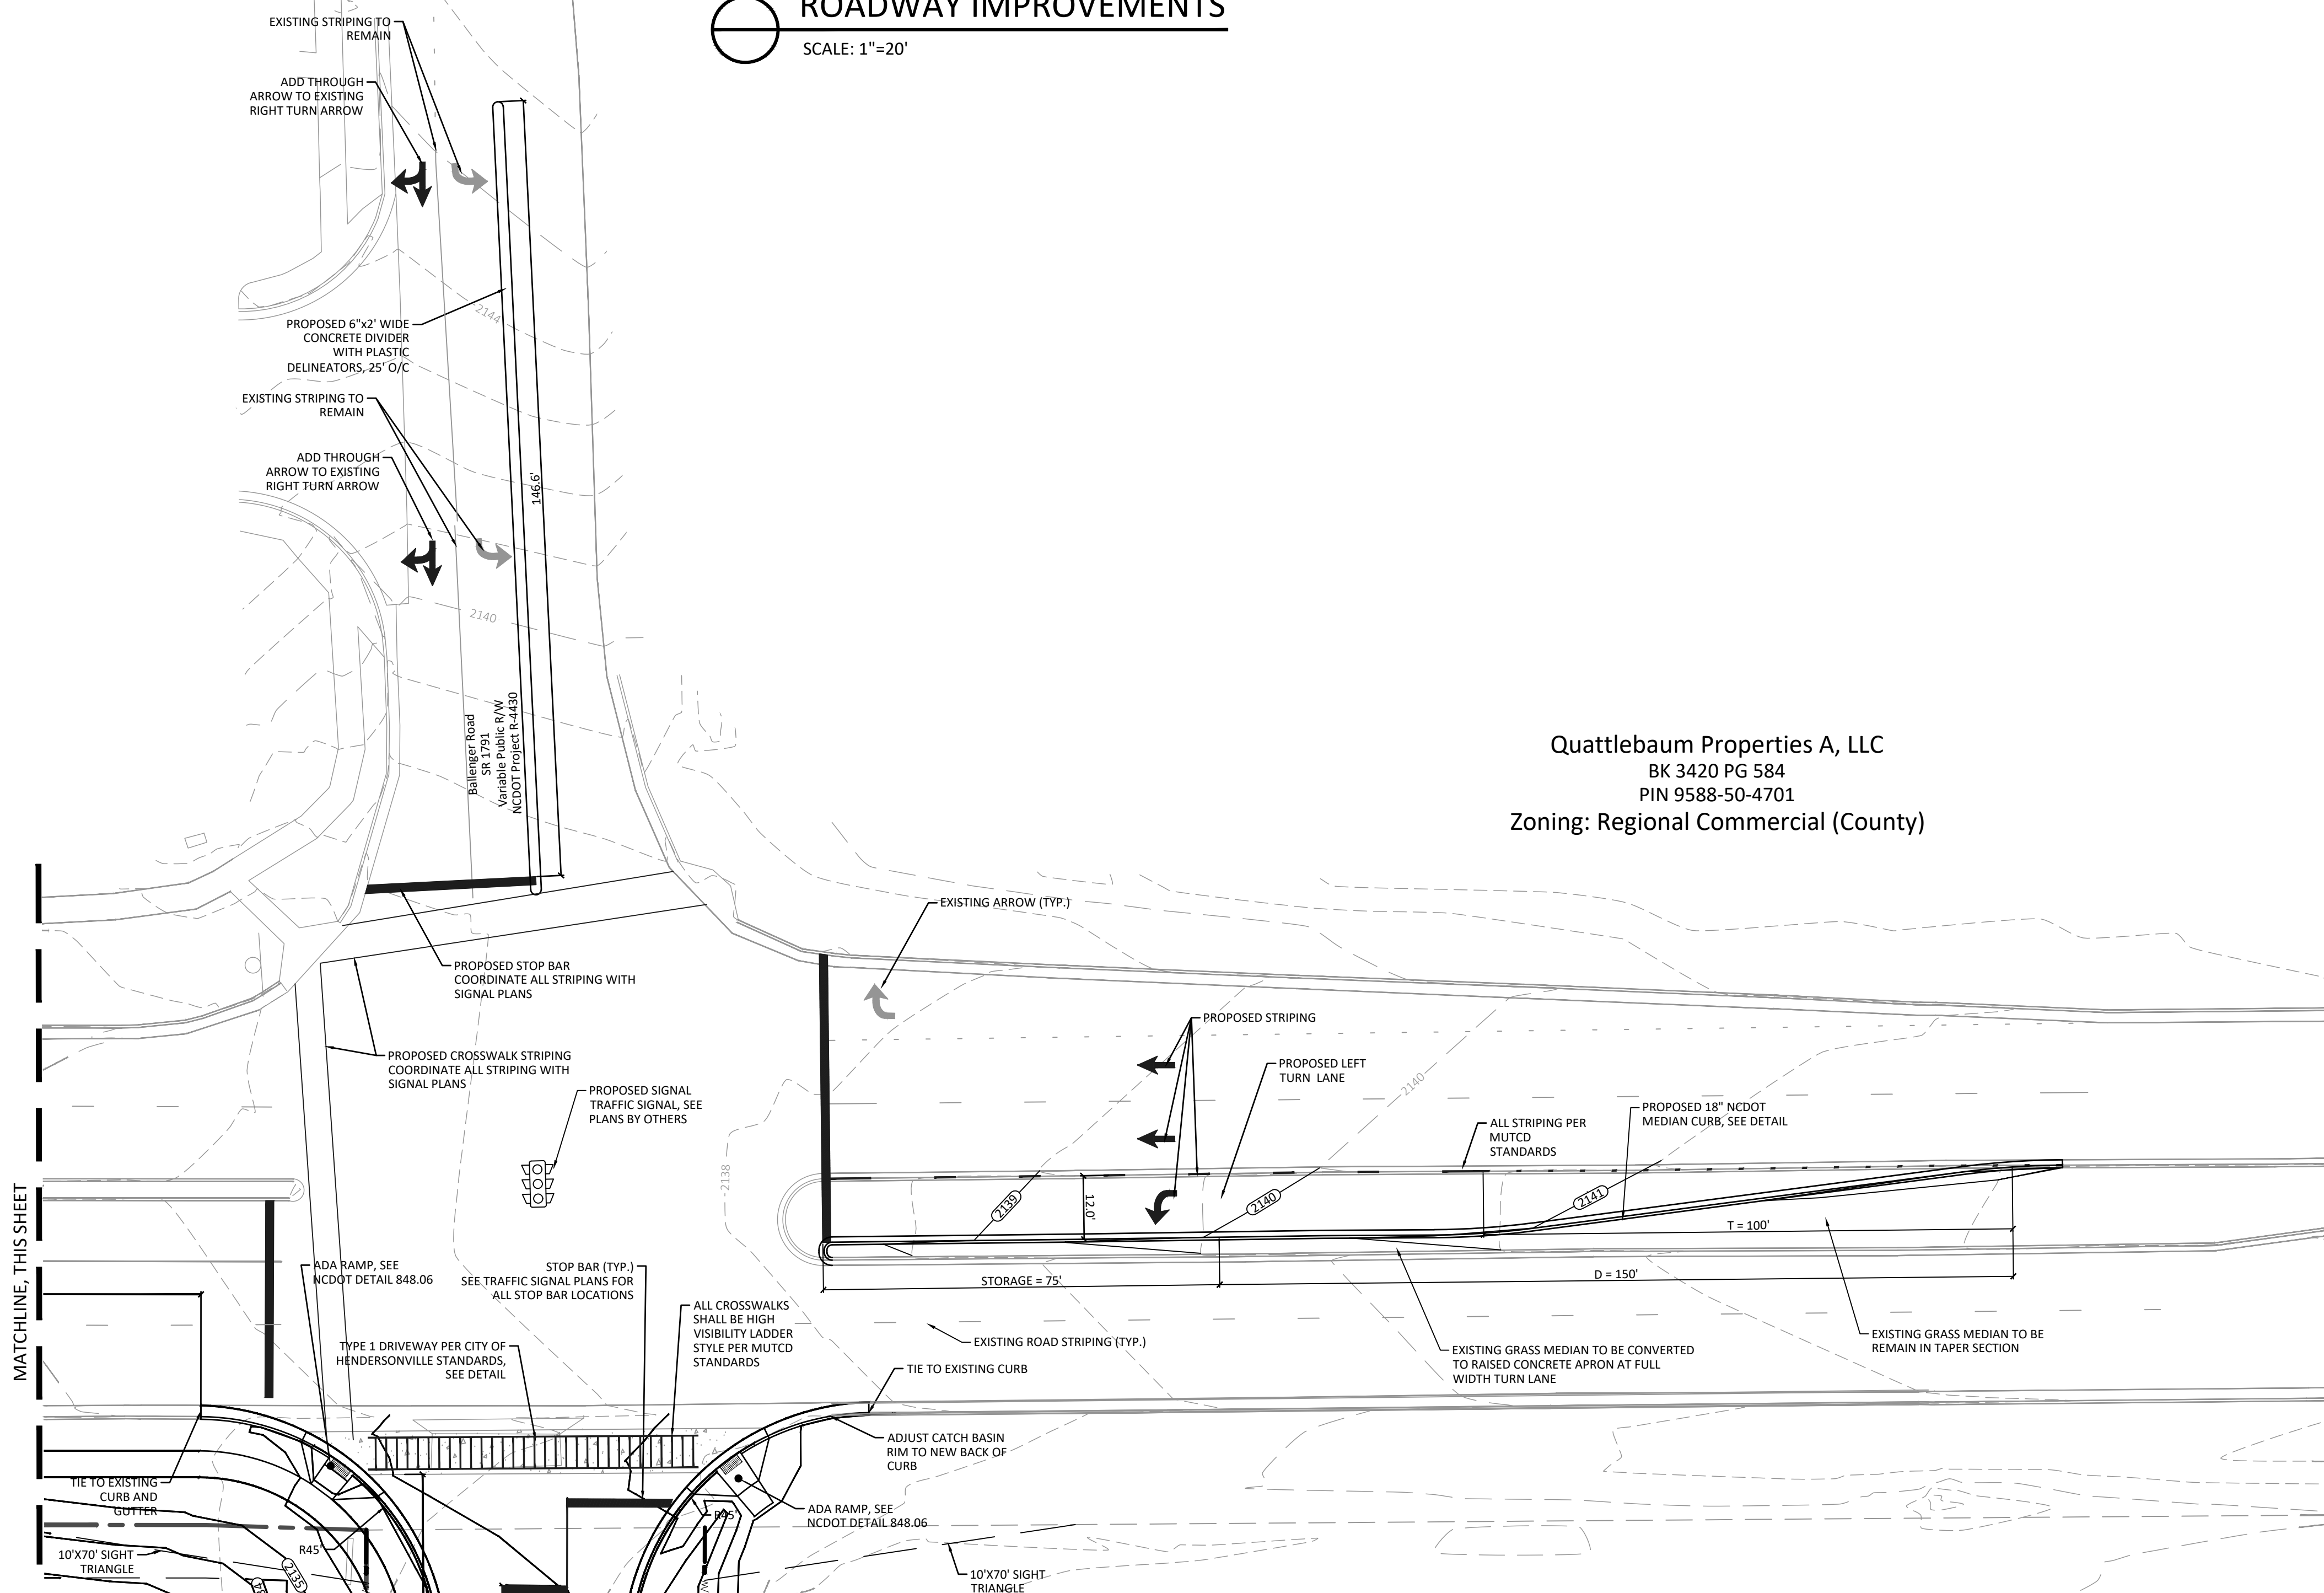 ROADWAY IMPROVEMENTS
SCALE: 1"=20'
EXISTING STRIPING TO
REMAIN
ADD THROUGH
ARROW TO EXISTING
RIGHT TURN ARROW
PROPOSED 6"x2' WIDE
CONCRETE DIVIDER
WITH PLASTIC
DELINEATORS, 25' O/C
2144
EXISTING STRIPING TO
REMAIN
ADD THROUGH
ARROW TO EXISTING
RIGHT TURN ARROW
146.6'
2140
Ballenger Road
SR 1791
Variable Public R/W
NCDOT Project R-4430
Quattlebaum Properties A, LLC
BK 3420 PG 584
PIN 9588-50-4701
Zoning: Regional Commercial (County)
EXISTING ARROW (TYP.)
PROPOSED STOP BAR
COORDINATE ALL STRIPING WITH
SIGNAL PLANS
PROPOSED STRIPING
PROPOSED CROSSWALK STRIPING
COORDINATE ALL STRIPING WITH
SIGNAL PLANS
PROPOSED SIGNAL
TRAFFIC SIGNAL, SEE
PLANS BY OTHERS
PROPOSED LEFT
TURN LANE
2140
PROPOSED 18" NCDOT
MEDIAN CURB, SEE DETAIL
ALL STRIPING PER
MUTCD
STANDARDS
2138
2139
12.0'
2140
2141
T = 100'
STORAGE = 75'
D = 150'
MATCHLINE, THIS SHEET
ADA RAMP, SEE
NCDOT DETAIL 848.06
STOP BAR (TYP.)
SEE TRAFFIC SIGNAL PLANS FOR
ALL STOP BAR LOCATIONS
ALL CROSSWALKS
SHALL BE HIGH
VISIBILITY LADDER
STYLE PER MUTCD
STANDARDS
EXISTING ROAD STRIPING (TYP.)
EXISTING GRASS MEDIAN TO BE CONVERTED
TO RAISED CONCRETE APRON AT FULL
WIDTH TURN LANE
EXISTING GRASS MEDIAN TO BE
REMAIN IN TAPER SECTION
TYPE 1 DRIVEWAY PER CITY OF
HENDERSONVILLE STANDARDS,
SEE DETAIL
TIE TO EXISTING CURB
ADJUST CATCH BASIN
RIM TO NEW BACK OF
CURB
TIE TO EXISTING
CURB AND
GUTTER
ADA RAMP, SEE
NCDOT DETAIL 848.06
R45'
R45'
10'X70' SIGHT
TRIANGLE
2135
10'X70' SIGHT
TRIANGLE